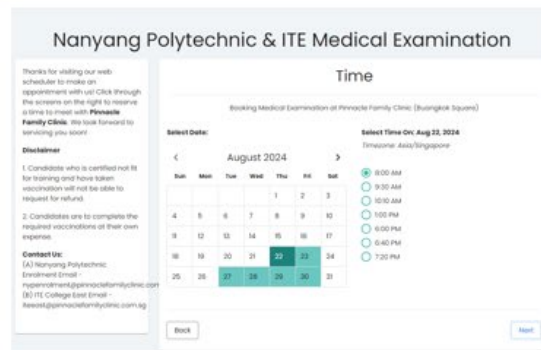 Nanyang Polytechnic & ITE Medical Examination
Thanks for visiting our web
scheduler to make an
appointment with us! Click through
the screens on the right to reserve
a time to meet with Pinnacle
Family Clinic. We look forward to
servicing you soon!
Disclaimer
1. Candidate who is certified not fit
for training and have taken
vaccination will not be able to
request for refund.
2. Candidates are to complete the
required vaccinations at their own
expense.
Contact Us:
(A) Nanyang Polytechnic
Enrolment Email -
nypenrolment@pinnaclefamilyclinic.com
(B) ITE College East Email -
iteeast@pinnaclefamilyclinic.com.sg
Time
Booking Medical Examination at Pinnacle Family Clinic (Buangkok Square)
Select Date:
August 2024
Sun Mon Tue Wed Thu Fri Sat
1 2 3
4 5 6 7 8 9 10
11 12 13 14 15 16 17
18 19 20 21 22 23 24
25 26 27 28 29 30 31
Select Time On: Aug 22, 2024
Timezone: Asia/Singapore
9:30 AM
10:10 AM
1:00 PM
6:00 PM
6:40 PM
7:20 PM
Back
Next